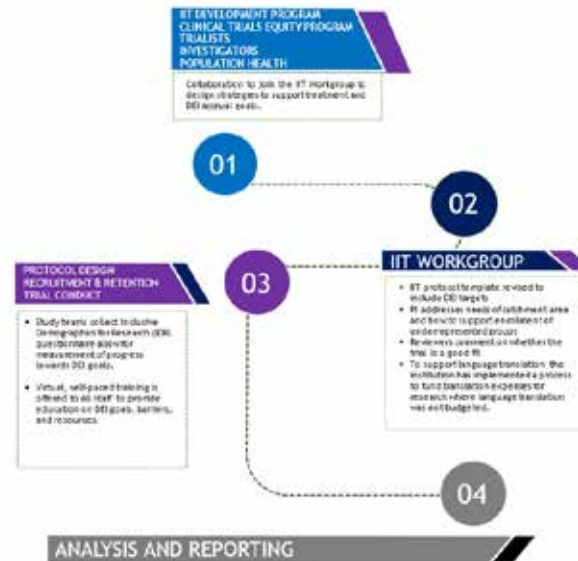 IIT DEVELOPMENT PROGRAM
CLINICAL TRIALS EQUITY PROGRAM
TRIALISTS
INVESTIGATORS
POPULATION HEALTH
Collaboration to join the IIT Workgroup to
design strategies to support treatment and
DEI accrual goals.
01
02
03
PROTOCOL DESIGN
RECRUITMENT & RETENTION
TRIAL CONDUCT
• Study teams collect Inclusive
Demographics for Research (IDR)
questionnaire allow for
measurement of progress
towards DEI goals.
• Virtual, self-paced training is
offered to all staff to provide
education on DEI goals, barriers,
and resources.
IIT WORKGROUP
• IIT protocol template revised to
include DEI targets
• PI addresses needs of catchment area
and how to support enrollment of
underrepresented groups
• Reviewers comment on whether the
trial is a good fit
• To support language translation, the
institution has implemented a process
to fund translation expenses for
research where language translation
was not budgeted.
04
ANALYSIS AND REPORTING